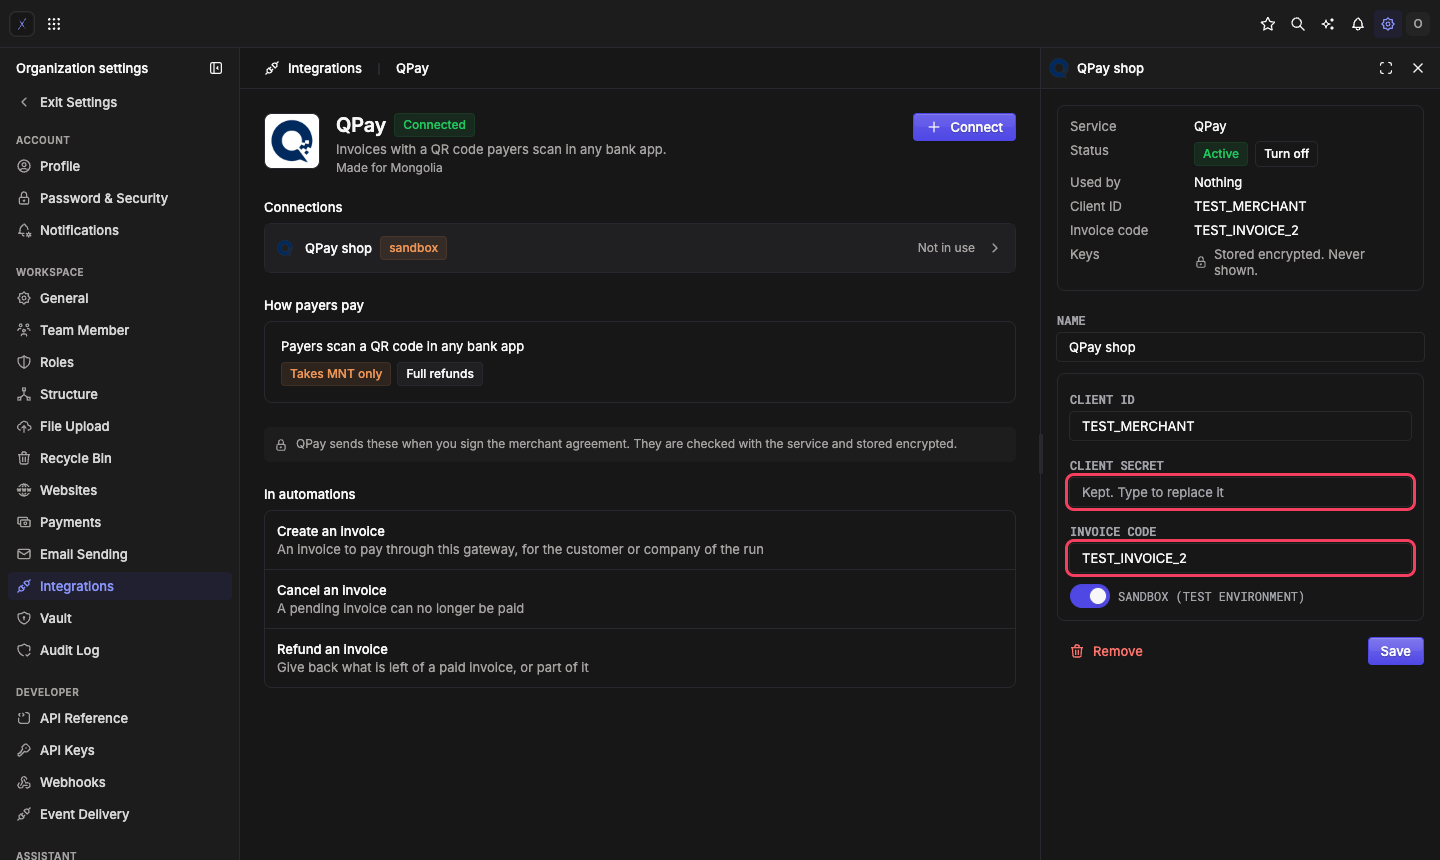 O
Organization settings
Exit Settings
ACCOUNT
Profile
Password & Security
Notifications
WORKSPACE
General
Team Member
Roles
Structure
File Upload
Recycle Bin
Websites
Payments
Email Sending
Integrations
Vault
Audit Log
DEVELOPER
API Reference
API Keys
Webhooks
Event Delivery
ASSISTANT
Integrations
QPay
QPay
Connected
Invoices with a QR code payers scan in any bank app.
Made for Mongolia
Connect
Connections
QPay shop
sandbox
Not in use
How payers pay
Payers scan a QR code in any bank app
Takes MNT only
Full refunds
QPay sends these when you sign the merchant agreement. They are checked with the service and stored encrypted.
In automations
Create an invoice
An invoice to pay through this gateway, for the customer or company of the run
Cancel an invoice
A pending invoice can no longer be paid
Refund an invoice
Give back what is left of a paid invoice, or part of it
QPay shop
Service QPay
Status Active Turn off
Used by Nothing
Client ID TEST_MERCHANT
Invoice code TEST_INVOICE_2
Keys Stored encrypted. Never
shown.
NAME
QPay shop
CLIENT ID
TEST_MERCHANT
CLIENT SECRET
Kept. Type to replace it
INVOICE CODE
TEST_INVOICE_2
SANDBOX (TEST ENVIRONMENT)
Remove
Save